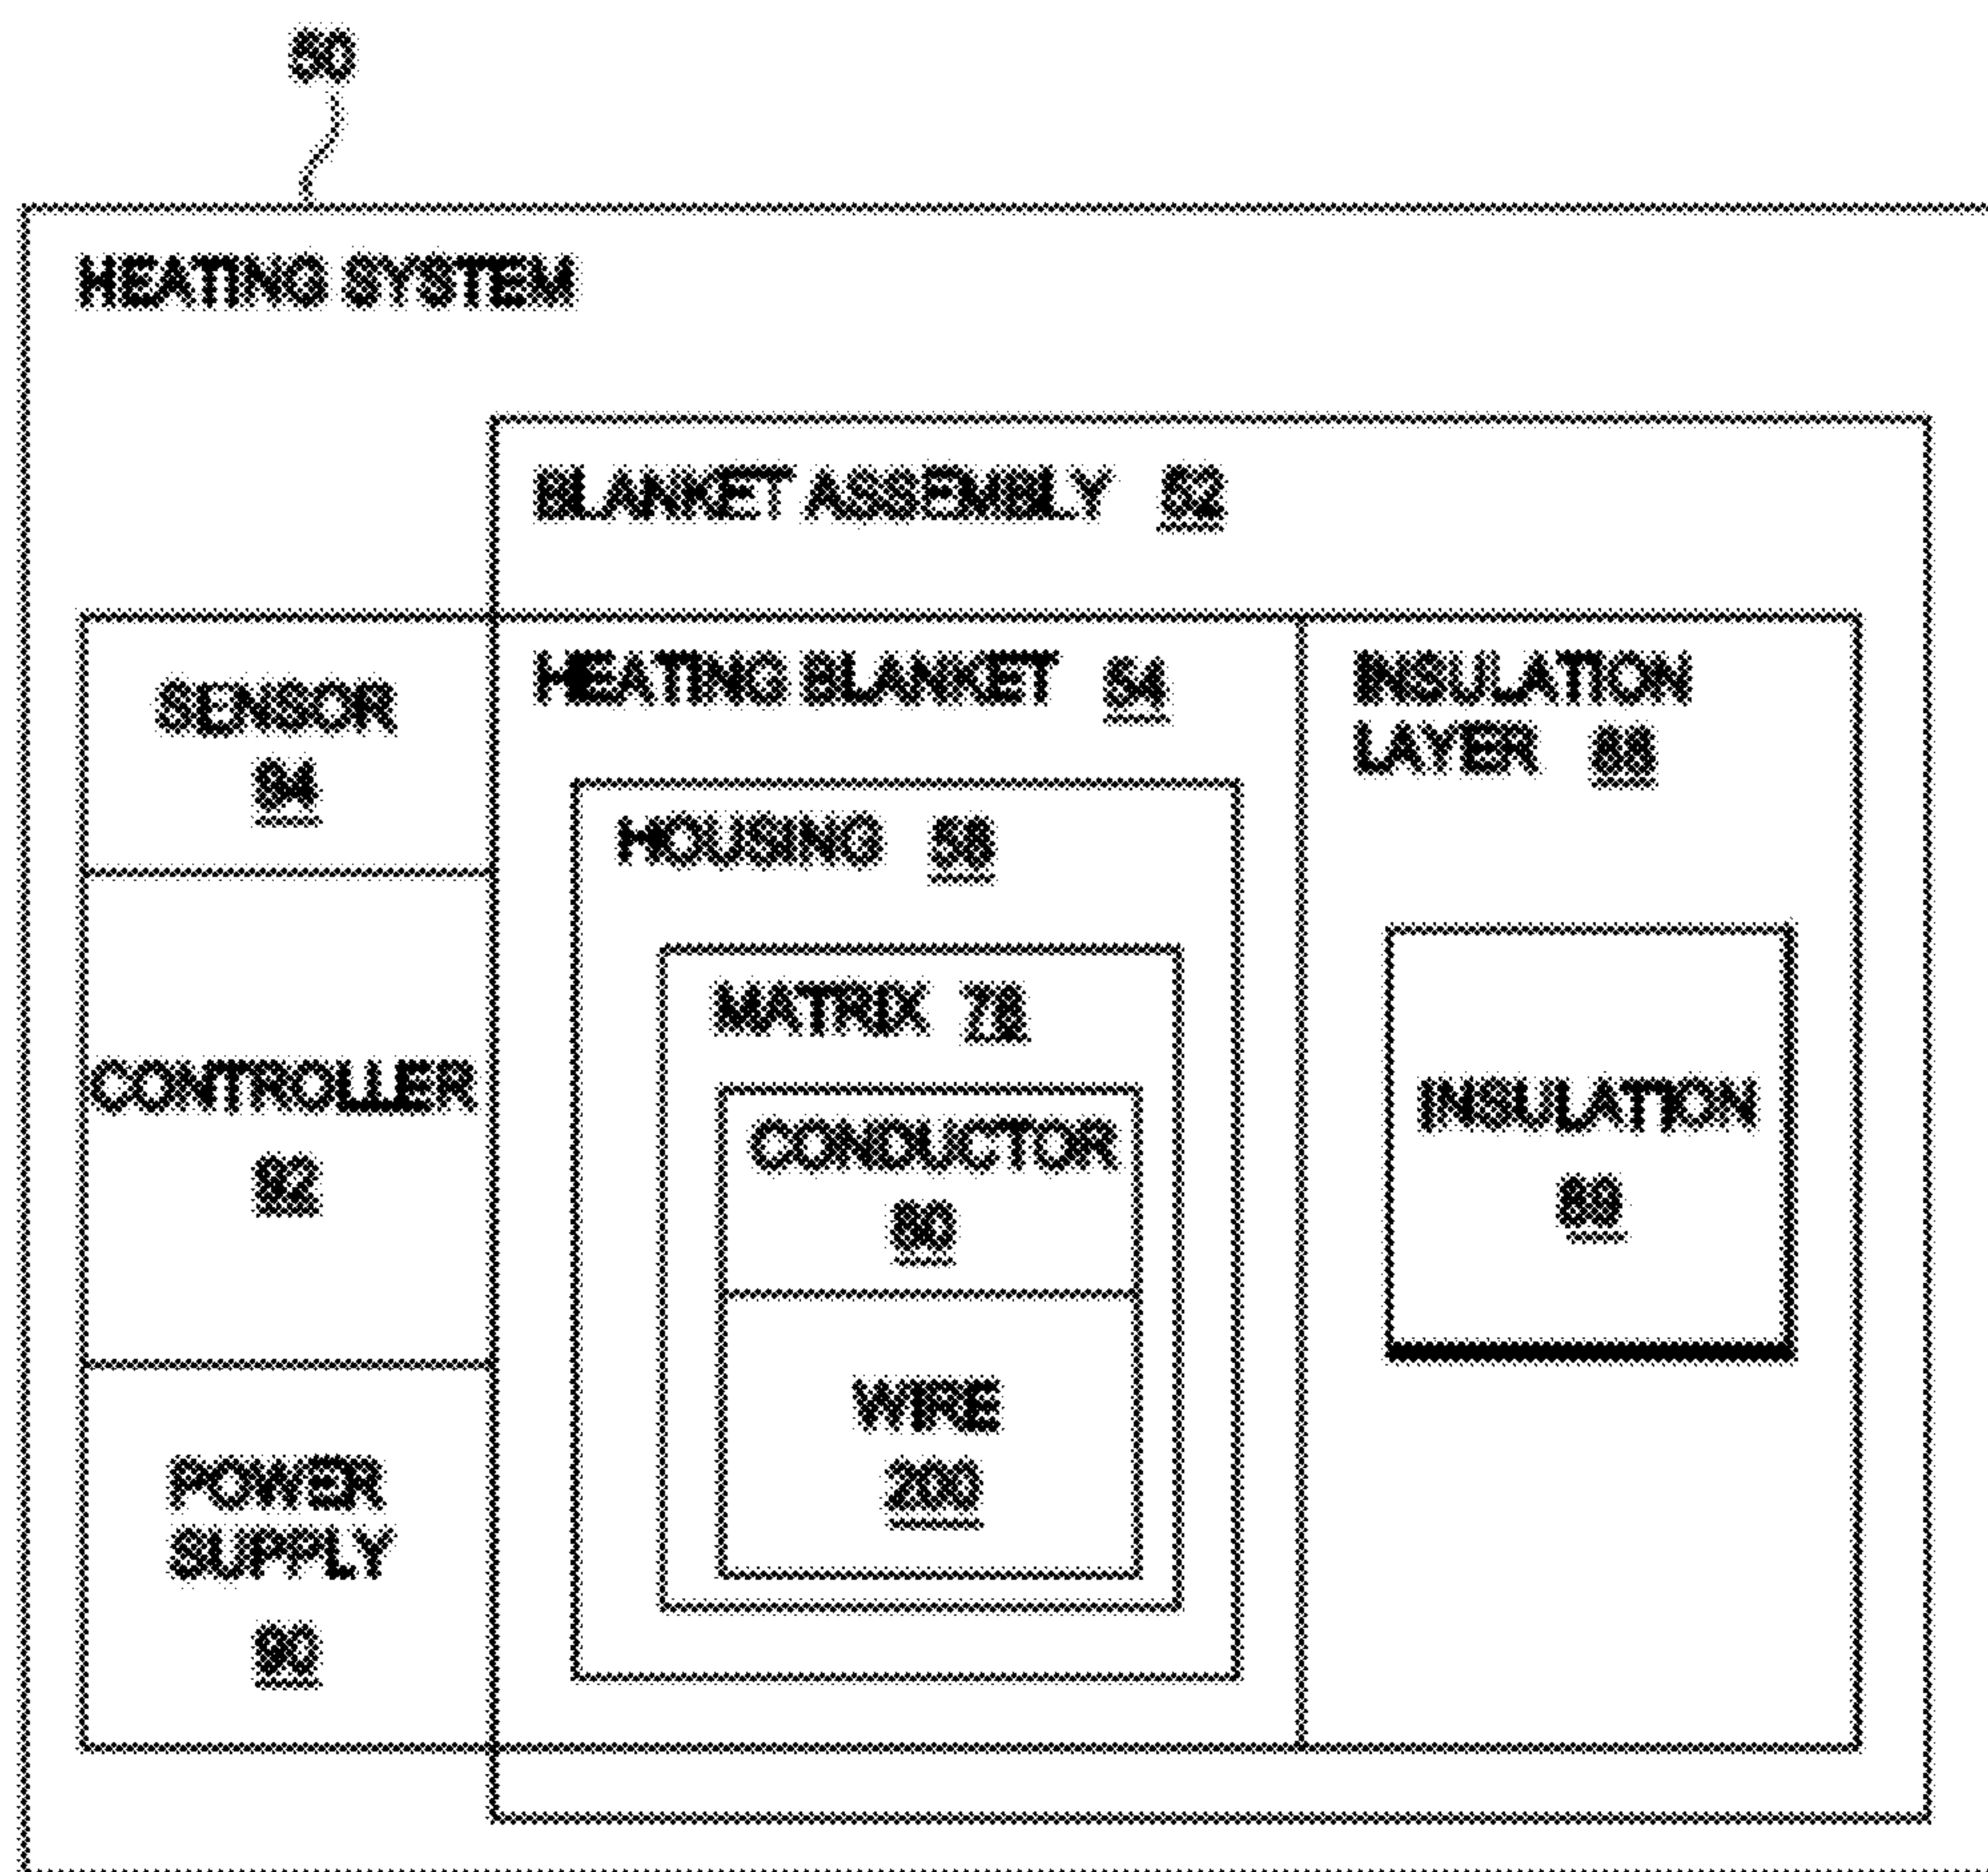 50
HEATING SYSTEM
BLANKET ASSEMBLY 52
SENSOR
94
HEATING BLANKET 54
INSULATION
LAYER 88
HOUSING 58
MATRIX 78
CONTROLLER
92
CONDUCTOR
80
INSULATION
89
WIRE
200
POWER
SUPPLY
90